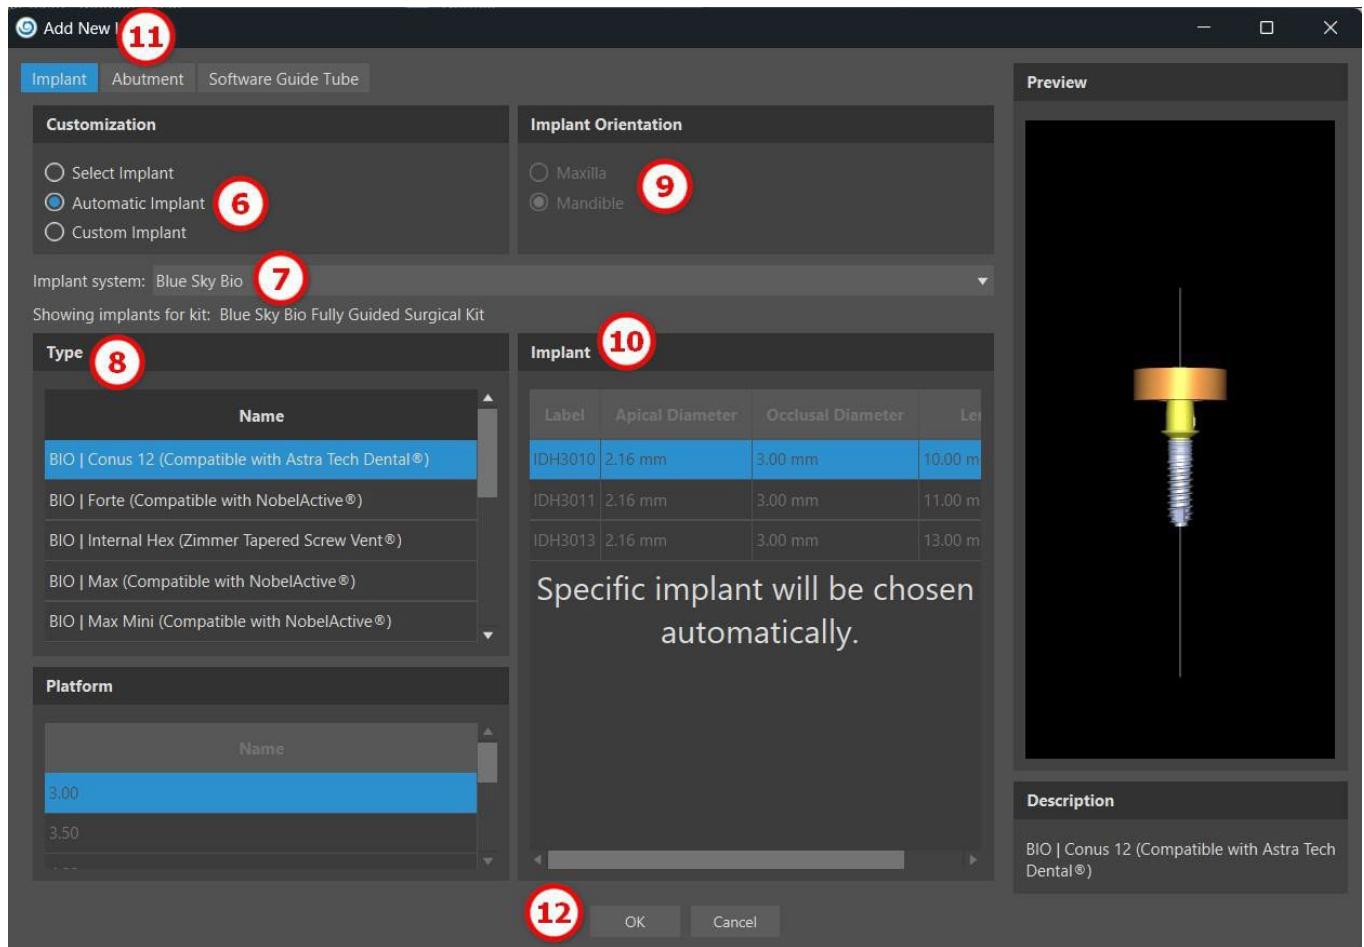 Add New
11
Implant
Abutment
Software Guide Tube
Customization
Select Implant
Automatic Implant
6
Custom Implant
Implant Orientation
Maxilla
Mandible
9
Implant system: Blue Sky Bio
7
Showing implants for kit: Blue Sky Bio Fully Guided Surgical Kit
Type
8
Name
BIO | Conus 12 (Compatible with Astra Tech Dental®)
BIO | Forte (Compatible with NobelActive®)
BIO | Internal Hex (Zimmer Tapered Screw Vent®)
BIO | Max (Compatible with NobelActive®)
BIO | Max Mini (Compatible with NobelActive®)
Platform
Name
3.00
3.50
Implant
10
Label Apical Diameter Occlusal Diameter Le
IDH3010 2.16 mm 3.00 mm 10.00 m
IDH3011 2.16 mm 3.00 mm 11.00 m
IDH3013 2.16 mm 3.00 mm 13.00 m
Specific implant will be chosen
automatically.
Preview
Description
BIO | Conus 12 (Compatible with Astra Tech
Dental®)
12
OK
Cancel